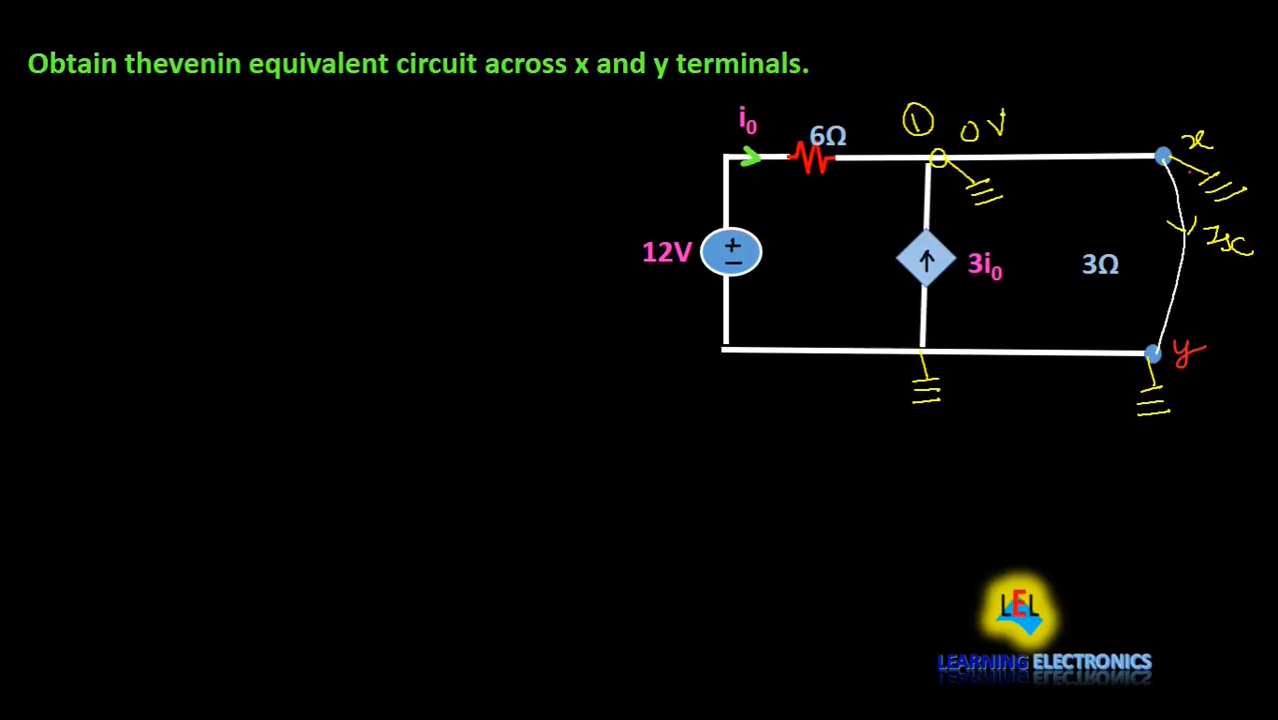 Obtain thevenin equivalent circuit across x and y terminals.
i0
6Ω
① 0V
x
12V
+
−
3i0
3Ω
Isc
y
LEL
LEARNING ELECTRONICS